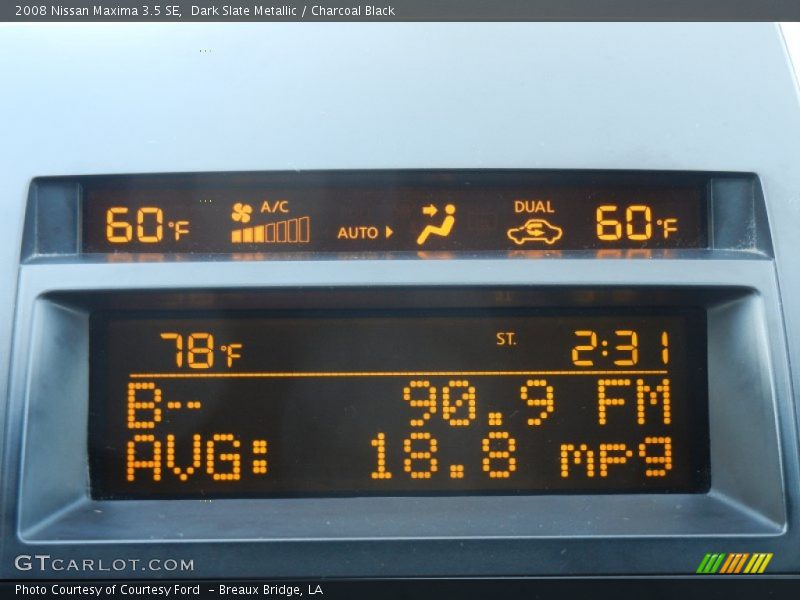 2008 Nissan Maxima 3.5 SE,  Dark Slate Metallic / Charcoal Black
60°F A/C AUTO DUAL 60°F
78°F ST. 2:31
B-- 90.9 FM
AVG: 18.8 mpg
GTCARLOT.COM
Photo Courtesy of Courtesy Ford  - Breaux Bridge, LA